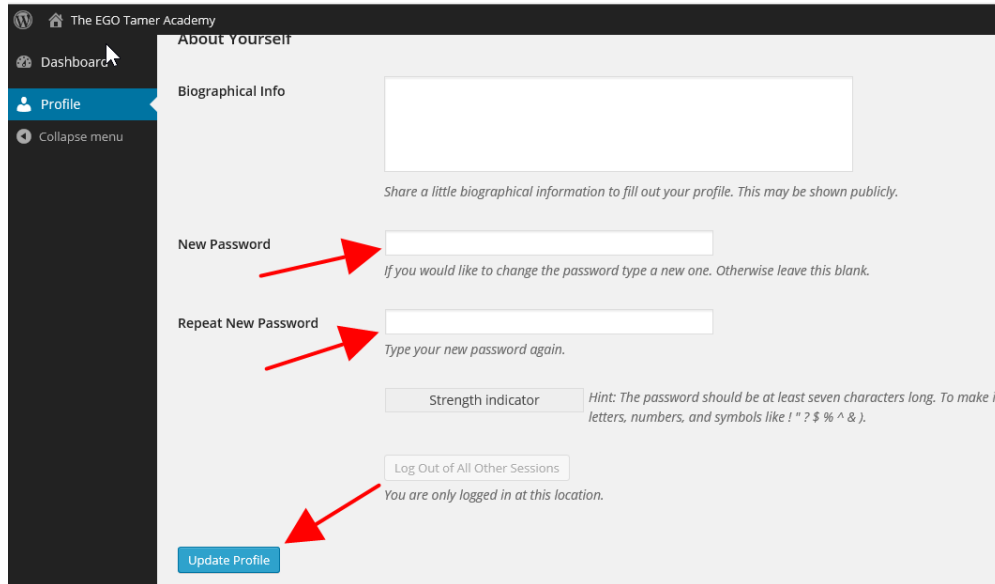 The EGO Tamer Academy
Dashboard
Profile
Collapse menu
About Yourself
Biographical Info
Share a little biographical information to fill out your profile. This may be shown publicly.
New Password
If you would like to change the password type a new one. Otherwise leave this blank.
Repeat New Password
Type your new password again.
Strength indicator
Hint: The password should be at least seven characters long. To make
letters, numbers, and symbols like ! " ? $ % ^ & ).
Log Out of All Other Sessions
You are only logged in at this location.
Update Profile